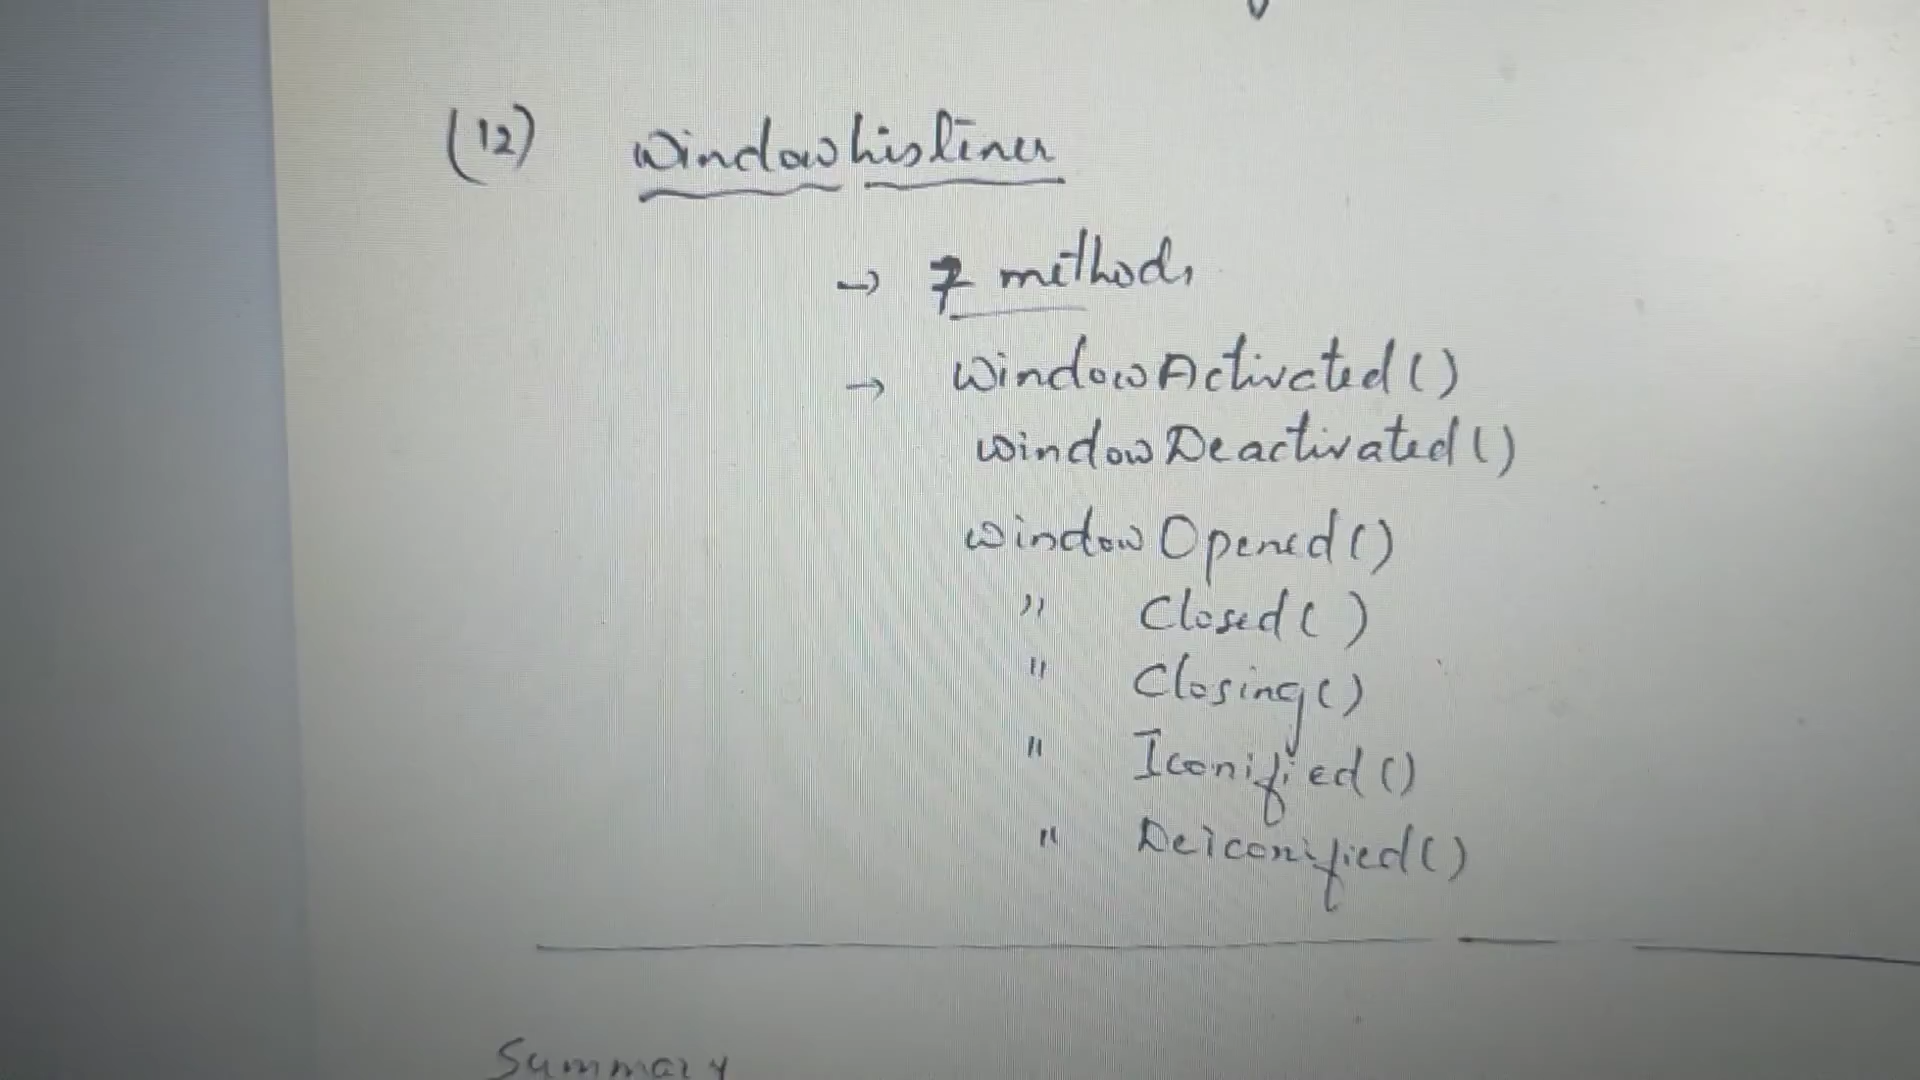 (12) WindowListener
→ 7 methods
→ WindowActivated()
windowDeactivated()
windowOpened()
" Closed( )
" Closing()
" Iconified()
" Deiconified()
Summary